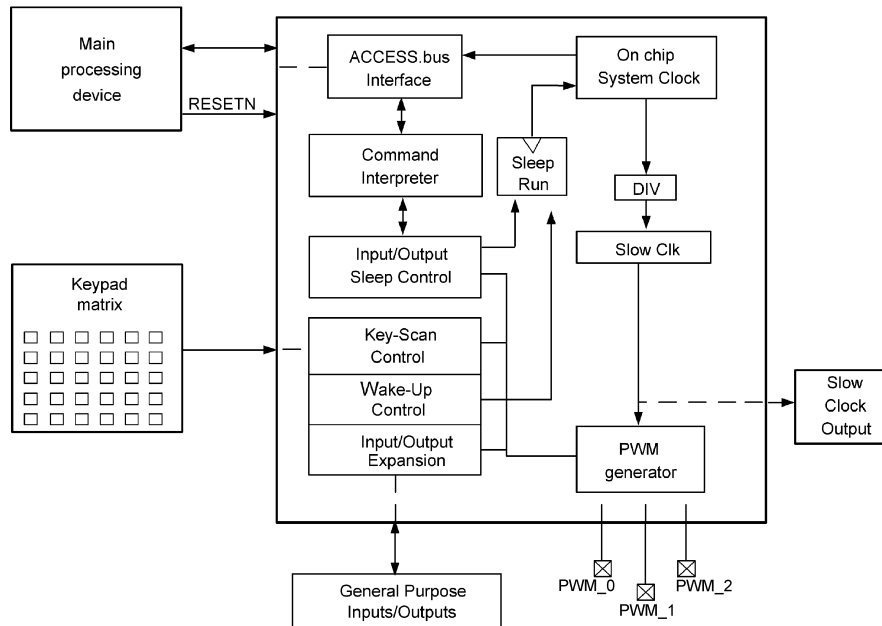 Main
processing
device
RESETN
ACCESS.bus
Interface
On chip
System Clock
Command
Interpreter
Sleep
Run
DIV
Input/Output
Sleep Control
Slow Clk
Keypad
matrix
Key-Scan
Control
Wake-Up
Control
Input/Output
Expansion
PWM
generator
Slow
Clock
Output
General Purpose
Inputs/Outputs
PWM_0
PWM_1
PWM_2